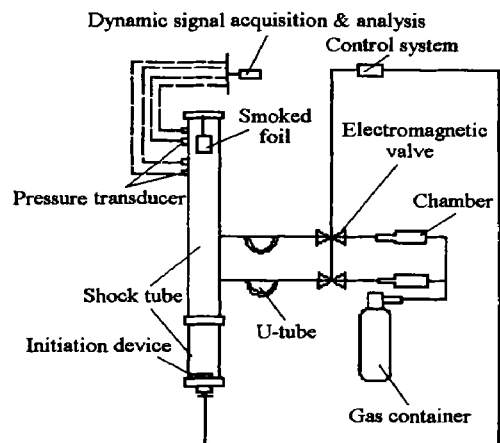 Dynamic signal acquisition & analysis
Control system
Smoked
foil
Electromagnetic
valve
Pressure transducer
Chamber
Shock tube
U-tube
Initiation device
Gas container